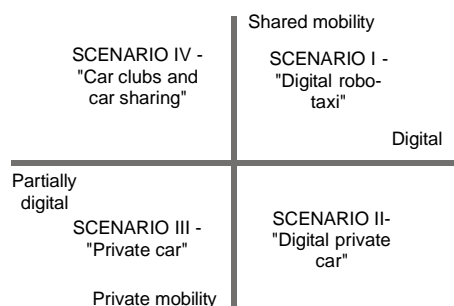 Shared mobility
SCENARIO IV -
"Car clubs and
car sharing"
SCENARIO I -
"Digital robo-
taxi"
Digital
Partially
digital
SCENARIO III -
"Private car"
Private mobility
SCENARIO II-
"Digital private
car"